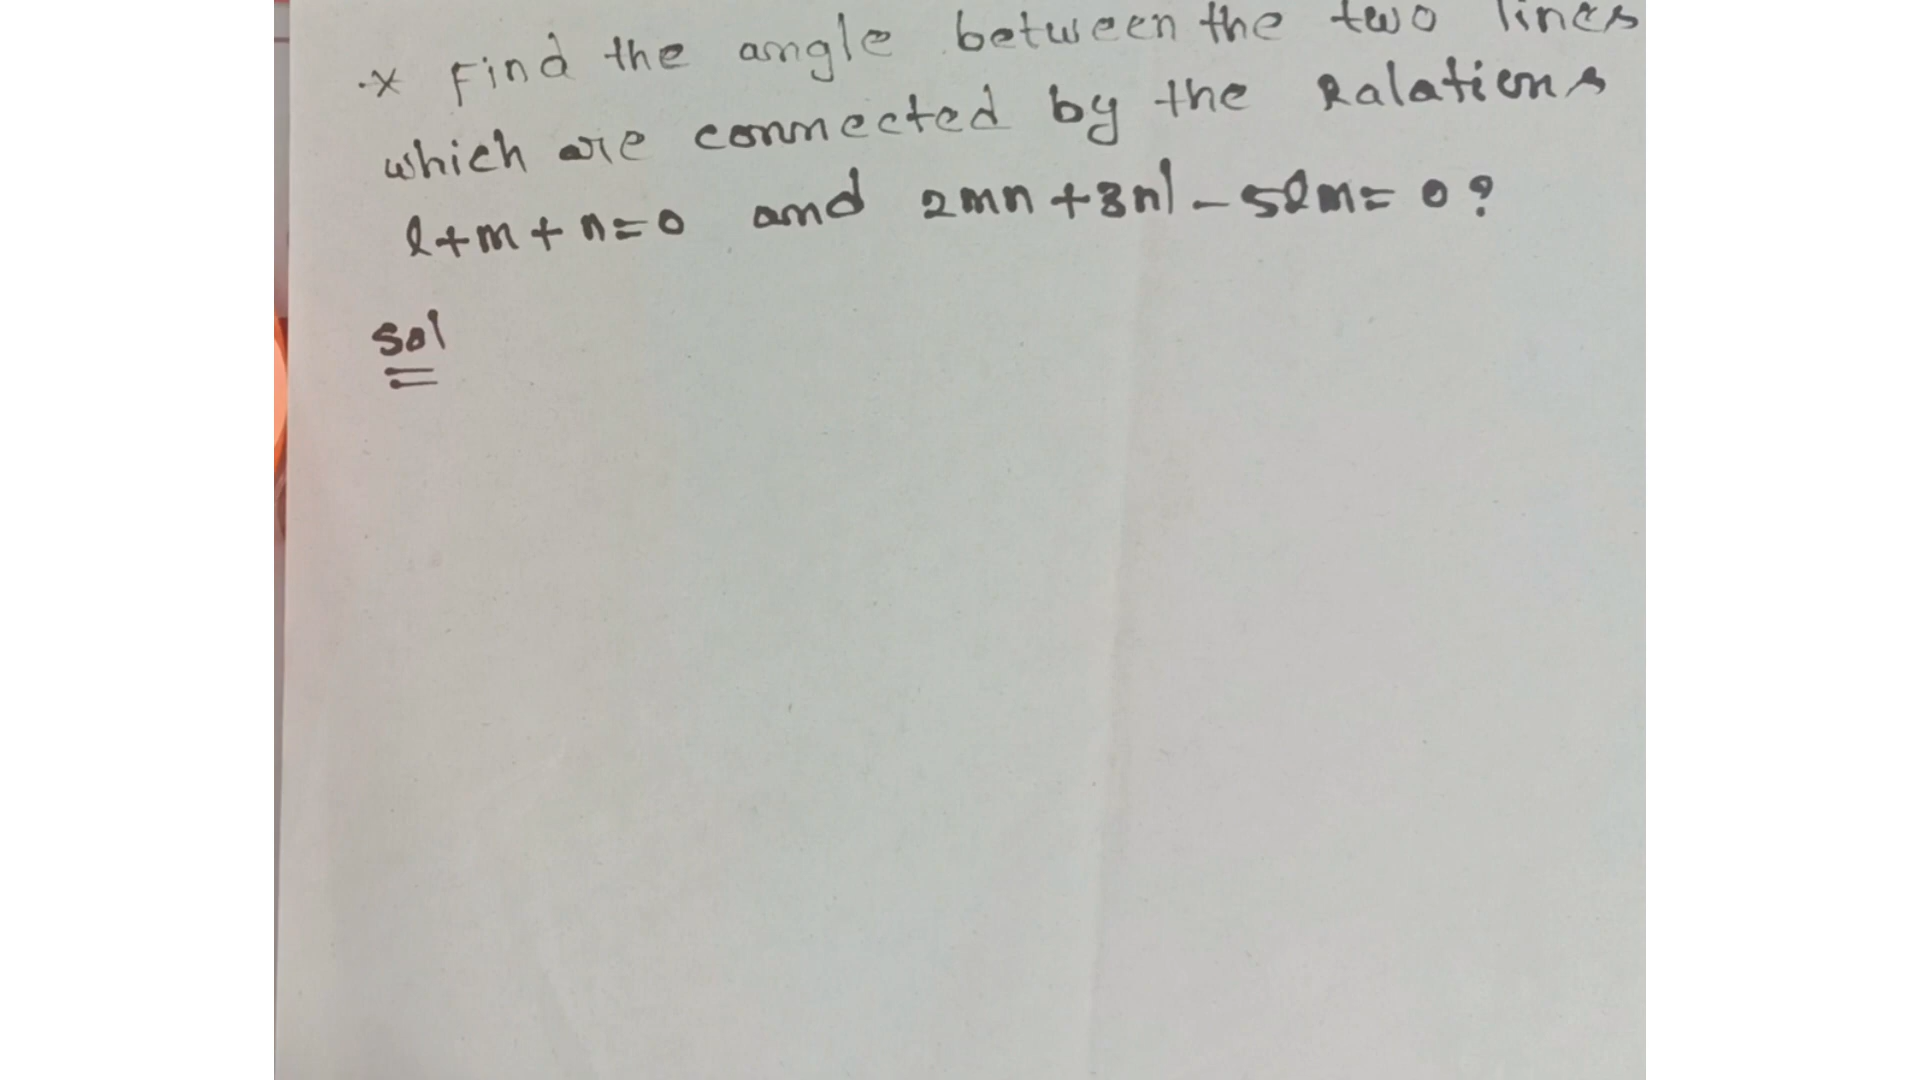 * Find the angle between the two lines
which are connected by the Ralations
l+m+n=0 and 2mn+3nl-5lm=0?
Sol